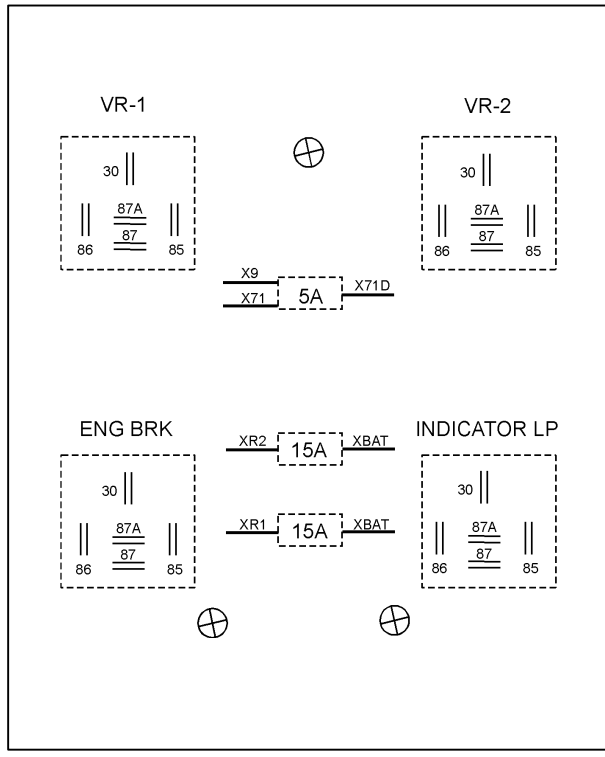 VR-1
VR-2
30
87A
87
86
85
30
87A
87
86
85
X9
X71
5A
X71D
ENG BRK
INDICATOR LP
XR2
15A
XBAT
XR1
15A
XBAT
30
87A
87
86
85
30
87A
87
86
85